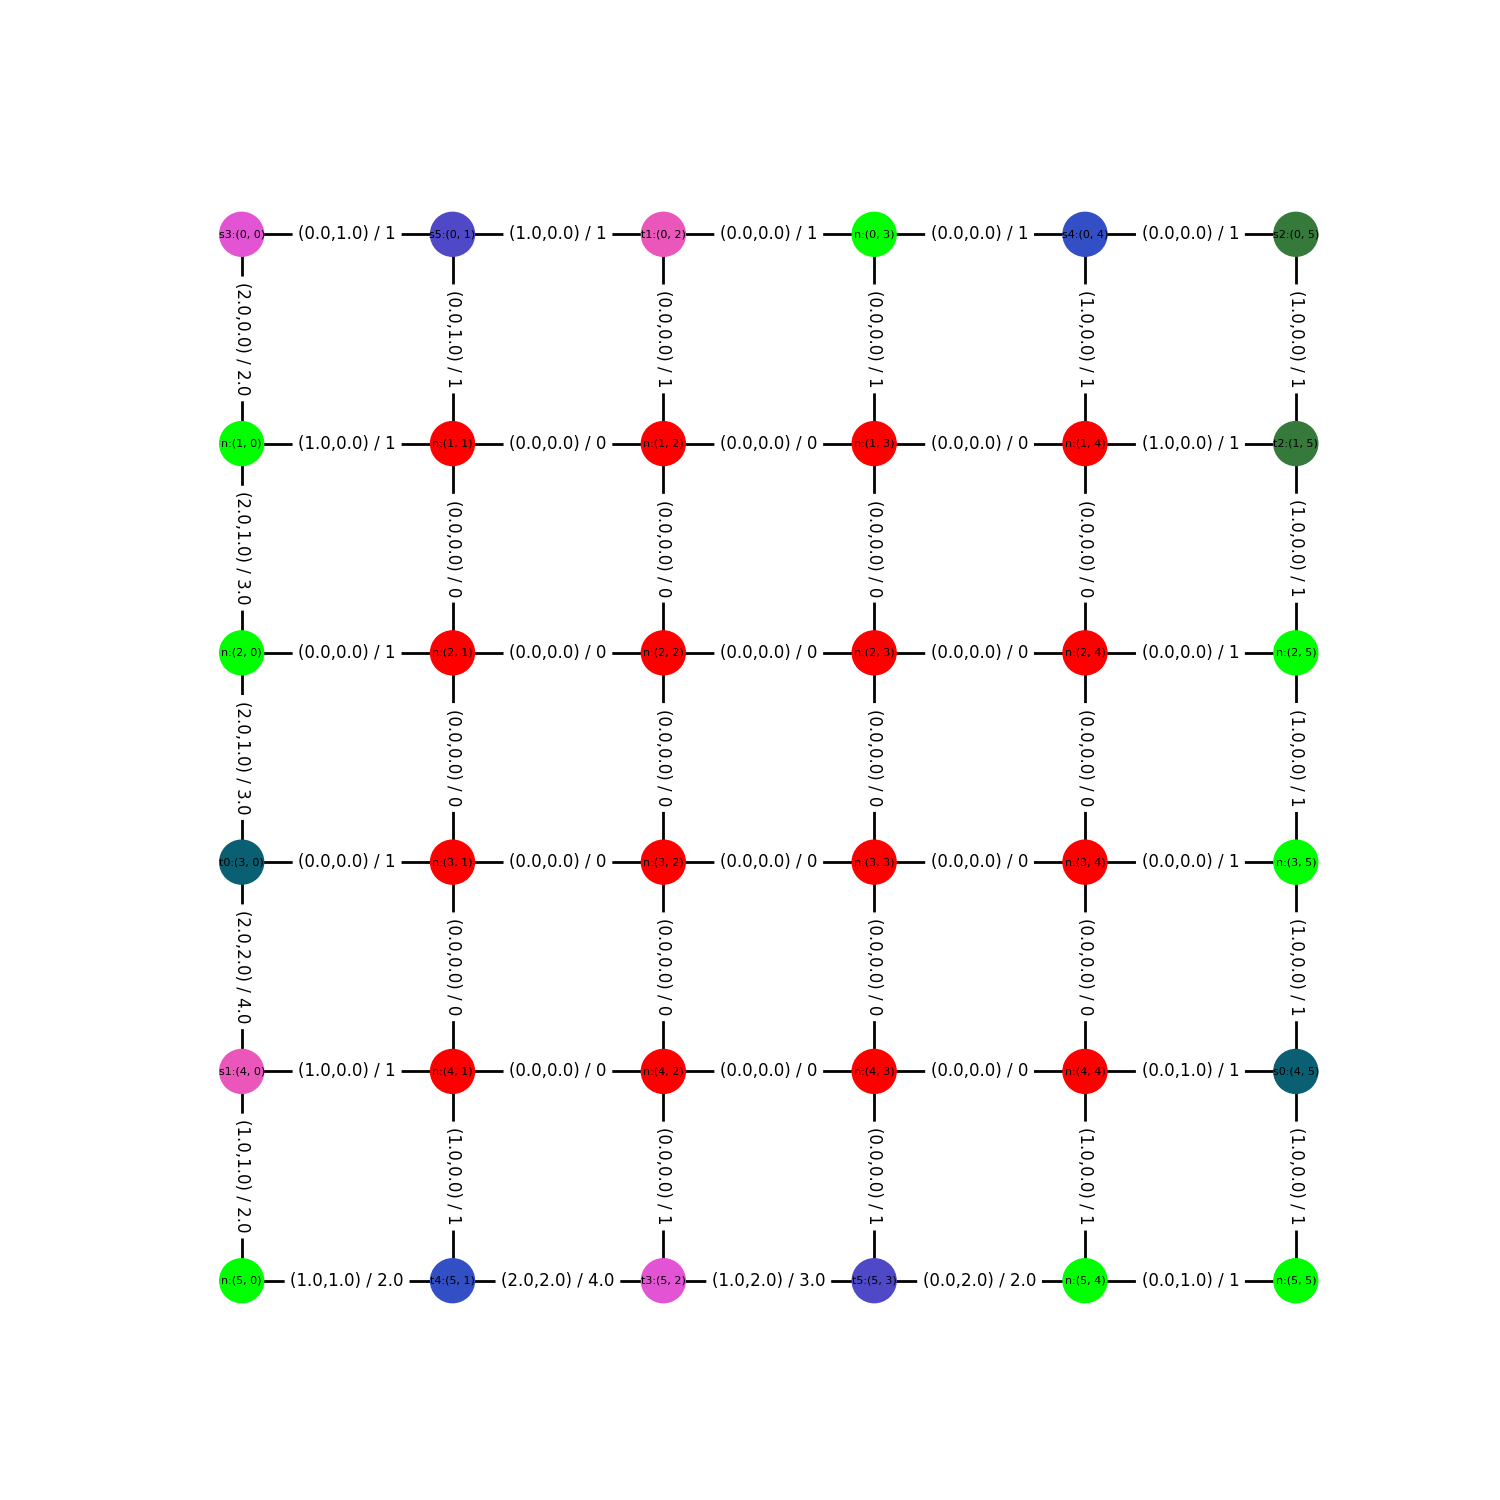 s3:(0, 0) (0.0,1.0) / 1 s5:(0, 1) (1.0,0.0) / 1 t1:(0, 2) (0.0,0.0) / 1 n:(0, 3) (0.0,0.0) / 1 s4:(0, 4) (0.0,0.0) / 1 s2:(0, 5)
(2.0,0.0) / 2.0 (0.0,1.0) / 1 (0.0,0.0) / 1 (0.0,0.0) / 1 (1.0,0.0) / 1 (1.0,0.0) / 1
n:(1, 0) (1.0,0.0) / 1 n:(1, 1) (0.0,0.0) / 0 n:(1, 2) (0.0,0.0) / 0 n:(1, 3) (0.0,0.0) / 0 n:(1, 4) (1.0,0.0) / 1 t2:(1, 5)
(2.0,1.0) / 3.0 (0.0,0.0) / 0 (0.0,0.0) / 0 (0.0,0.0) / 0 (0.0,0.0) / 0 (1.0,0.0) / 1
n:(2, 0) (0.0,0.0) / 1 n:(2, 1) (0.0,0.0) / 0 n:(2, 2) (0.0,0.0) / 0 n:(2, 3) (0.0,0.0) / 0 n:(2, 4) (0.0,0.0) / 1 n:(2, 5)
(2.0,1.0) / 3.0 (0.0,0.0) / 0 (0.0,0.0) / 0 (0.0,0.0) / 0 (0.0,0.0) / 0 (1.0,0.0) / 1
t0:(3, 0) (0.0,0.0) / 1 n:(3, 1) (0.0,0.0) / 0 n:(3, 2) (0.0,0.0) / 0 n:(3, 3) (0.0,0.0) / 0 n:(3, 4) (0.0,0.0) / 1 n:(3, 5)
(2.0,2.0) / 4.0 (0.0,0.0) / 0 (0.0,0.0) / 0 (0.0,0.0) / 0 (0.0,0.0) / 0 (1.0,0.0) / 1
s1:(4, 0) (1.0,0.0) / 1 n:(4, 1) (0.0,0.0) / 0 n:(4, 2) (0.0,0.0) / 0 n:(4, 3) (0.0,0.0) / 0 n:(4, 4) (0.0,1.0) / 1 s0:(4, 5)
(1.0,1.0) / 2.0 (1.0,0.0) / 1 (0.0,0.0) / 1 (0.0,0.0) / 1 (1.0,0.0) / 1 (1.0,0.0) / 1
n:(5, 0) (1.0,1.0) / 2.0 t4:(5, 1) (2.0,2.0) / 4.0 t3:(5, 2) (1.0,2.0) / 3.0 t5:(5, 3) (0.0,2.0) / 2.0 n:(5, 4) (0.0,1.0) / 1 n:(5, 5)